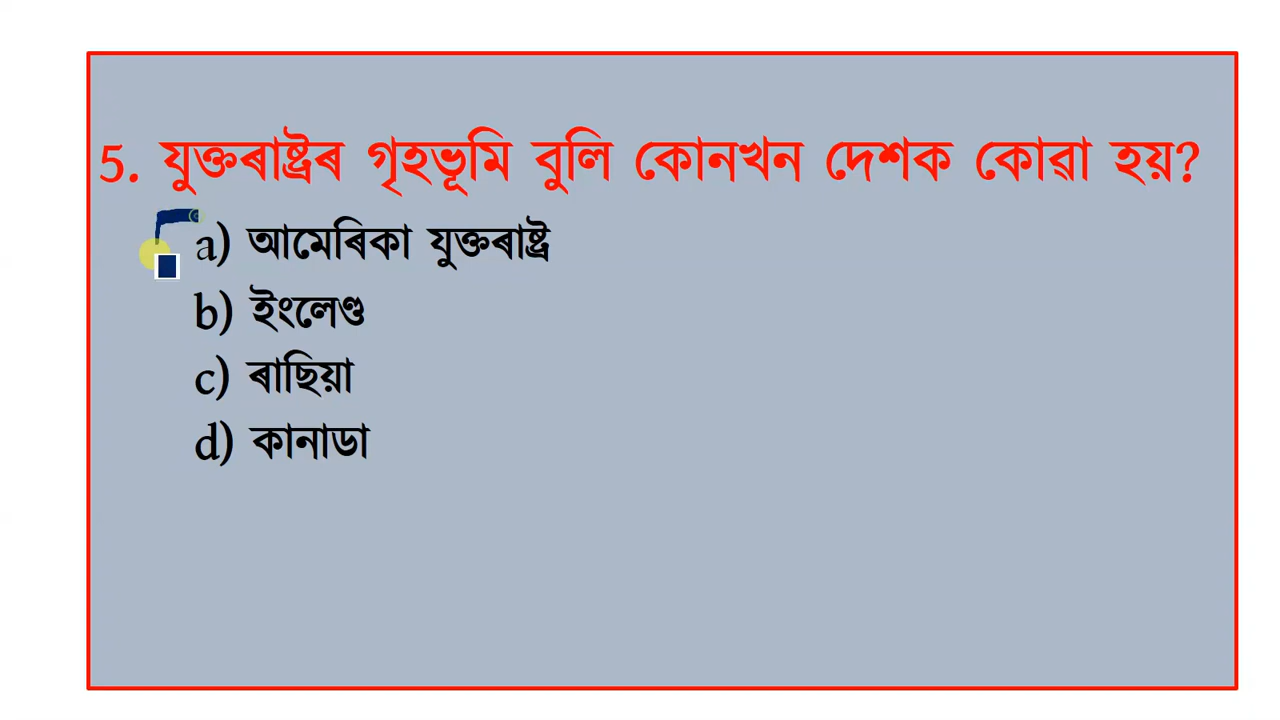 5. যুক্তৰাষ্ট্ৰৰ গৃহভূমি বুলি কোনখন দেশক কোৱা হয়?
a) আমেৰিকা যুক্তৰাষ্ট্ৰ
b) ইংলেণ্ড
c) ৰাছিয়া
d) কানাডা